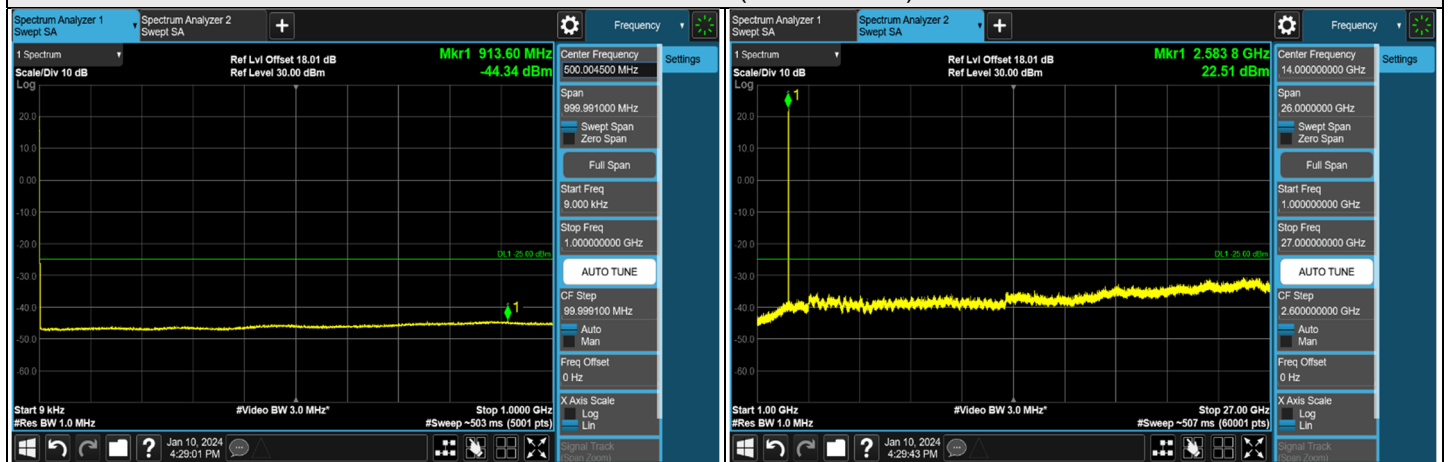 Spectrum Analyzer 1
Swept SA
Spectrum Analyzer 2
Swept SA
+
Frequency
1 Spectrum
Scale/Div 10 dB
Log
Ref Lvl Offset 18.01 dB
Ref Level 30.00 dBm
Mkr1 913.60 MHz
-44.34 dBm
1
20.0
10.0
0.00
-10.0
-20.0
-30.0
-40.0
-50.0
-60.0
DL1 -25.00 dBm
Start 9 kHz
#Res BW 1.0 MHz
#Video BW 3.0 MHz*
Stop 1.0000 GHz
#Sweep ~503 ms (5001 pts)
Center Frequency
500.004500 MHz
Settings
Span
999.991000 MHz
Swept Span
Zero Span
Full Span
Start Freq
9.000 kHz
Stop Freq
1.000000000 GHz
AUTO TUNE
CF Step
99.999100 MHz
Auto
Man
Freq Offset
0 Hz
X Axis Scale
Log
Lin
Signal Track
(Span Zoom)
?
Jan 10, 2024
4:29:01 PM
Spectrum Analyzer 1
Swept SA
Spectrum Analyzer 2
Swept SA
+
Frequency
1 Spectrum
Scale/Div 10 dB
Log
Ref Lvl Offset 18.01 dB
Ref Level 30.00 dBm
Mkr1 2.583 8 GHz
22.51 dBm
1
20.0
10.0
0.00
-10.0
-20.0
-30.0
-40.0
-50.0
-60.0
DL1 -25.00 dBm
Start 1.00 GHz
#Res BW 1.0 MHz
#Video BW 3.0 MHz*
Stop 27.00 GHz
#Sweep ~507 ms (60001 pts)
Center Frequency
14.000000000 GHz
Settings
Span
26.0000000 GHz
Swept Span
Zero Span
Full Span
Start Freq
1.000000000 GHz
Stop Freq
27.000000000 GHz
AUTO TUNE
CF Step
2.600000000 GHz
Auto
Man
Freq Offset
0 Hz
X Axis Scale
Log
Lin
Signal Track
(Span Zoom)
?
Jan 10, 2024
4:29:43 PM